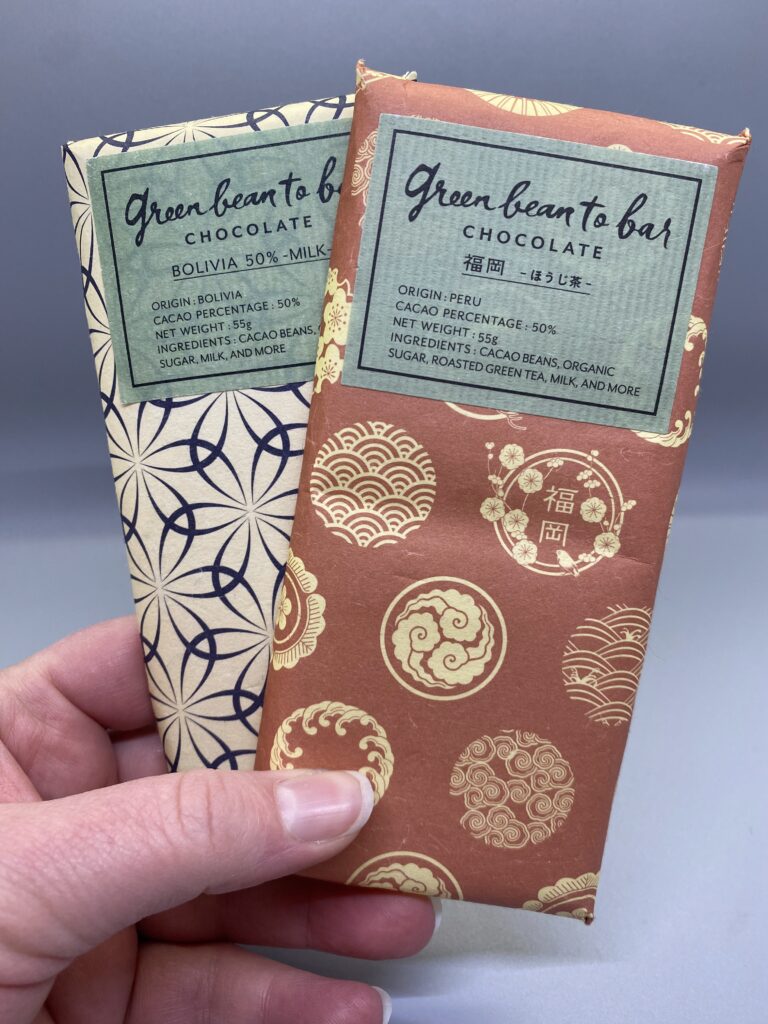 green bean to
CHOCOLATE
BOLIVIA 50% -MILK-
ORIGIN : BOLIVIA
CACAO PERCENTAGE : 50%
NET WEIGHT : 55g
INGREDIENTS : CACAO BEANS,
SUGAR, MILK, AND MORE
green bean to bar
CHOCOLATE
福岡 -ほうじ茶-
ORIGIN : PERU
CACAO PERCENTAGE : 50%
NET WEIGHT : 55g
INGREDIENTS : CACAO BEANS, ORGANIC
SUGAR, ROASTED GREEN TEA, MILK, AND MORE
福
岡